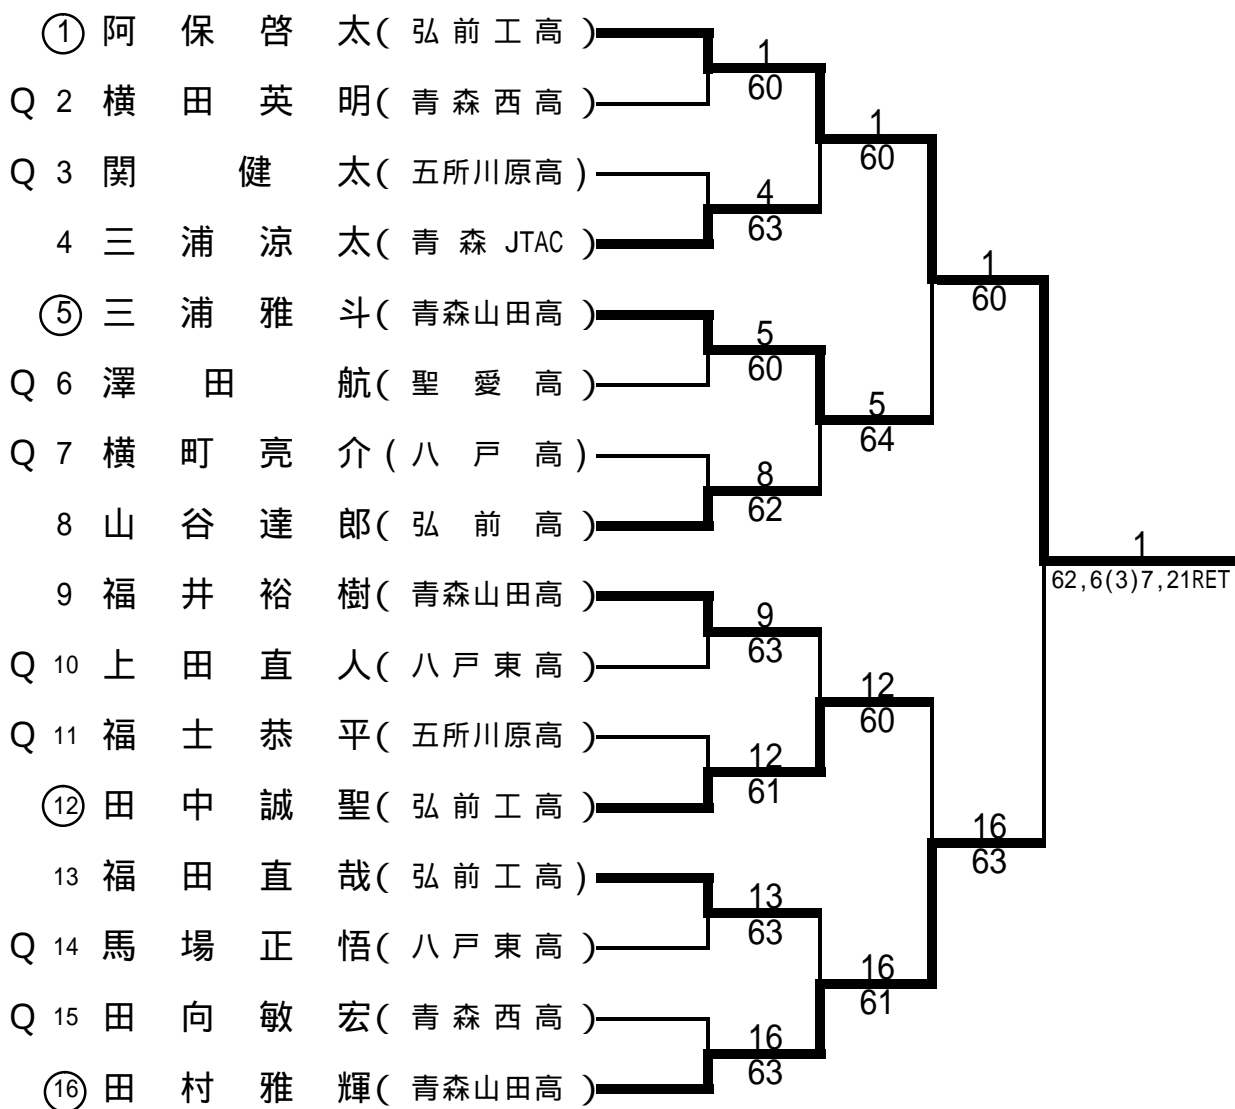 ① 阿保啓太(弘前工高)
Q 2 横田英明(青森西高)
Q 3 関健太(五所川原高)
4 三浦涼太(青森JTAC)
⑤ 三浦雅斗(青森山田高)
Q 6 澤田航(聖愛高)
Q 7 横町亮介(八戸高)
8 山谷達郎(弘前高)
9 福井裕樹(青森山田高)
Q 10 上田直人(八戸東高)
Q 11 福士恭平(五所川原高)
⑫ 田中誠聖(弘前工高)
13 福田直哉(弘前工高)
Q 14 馬場正悟(八戸東高)
Q 15 田向敏宏(青森西高)
⑯ 田村雅輝(青森山田高)
1
60
4
63
5
60
8
62
9
63
12
61
13
63
16
63
1
60
5
64
12
60
16
61
1
60
16
63
1
62,6(3)7,21RET